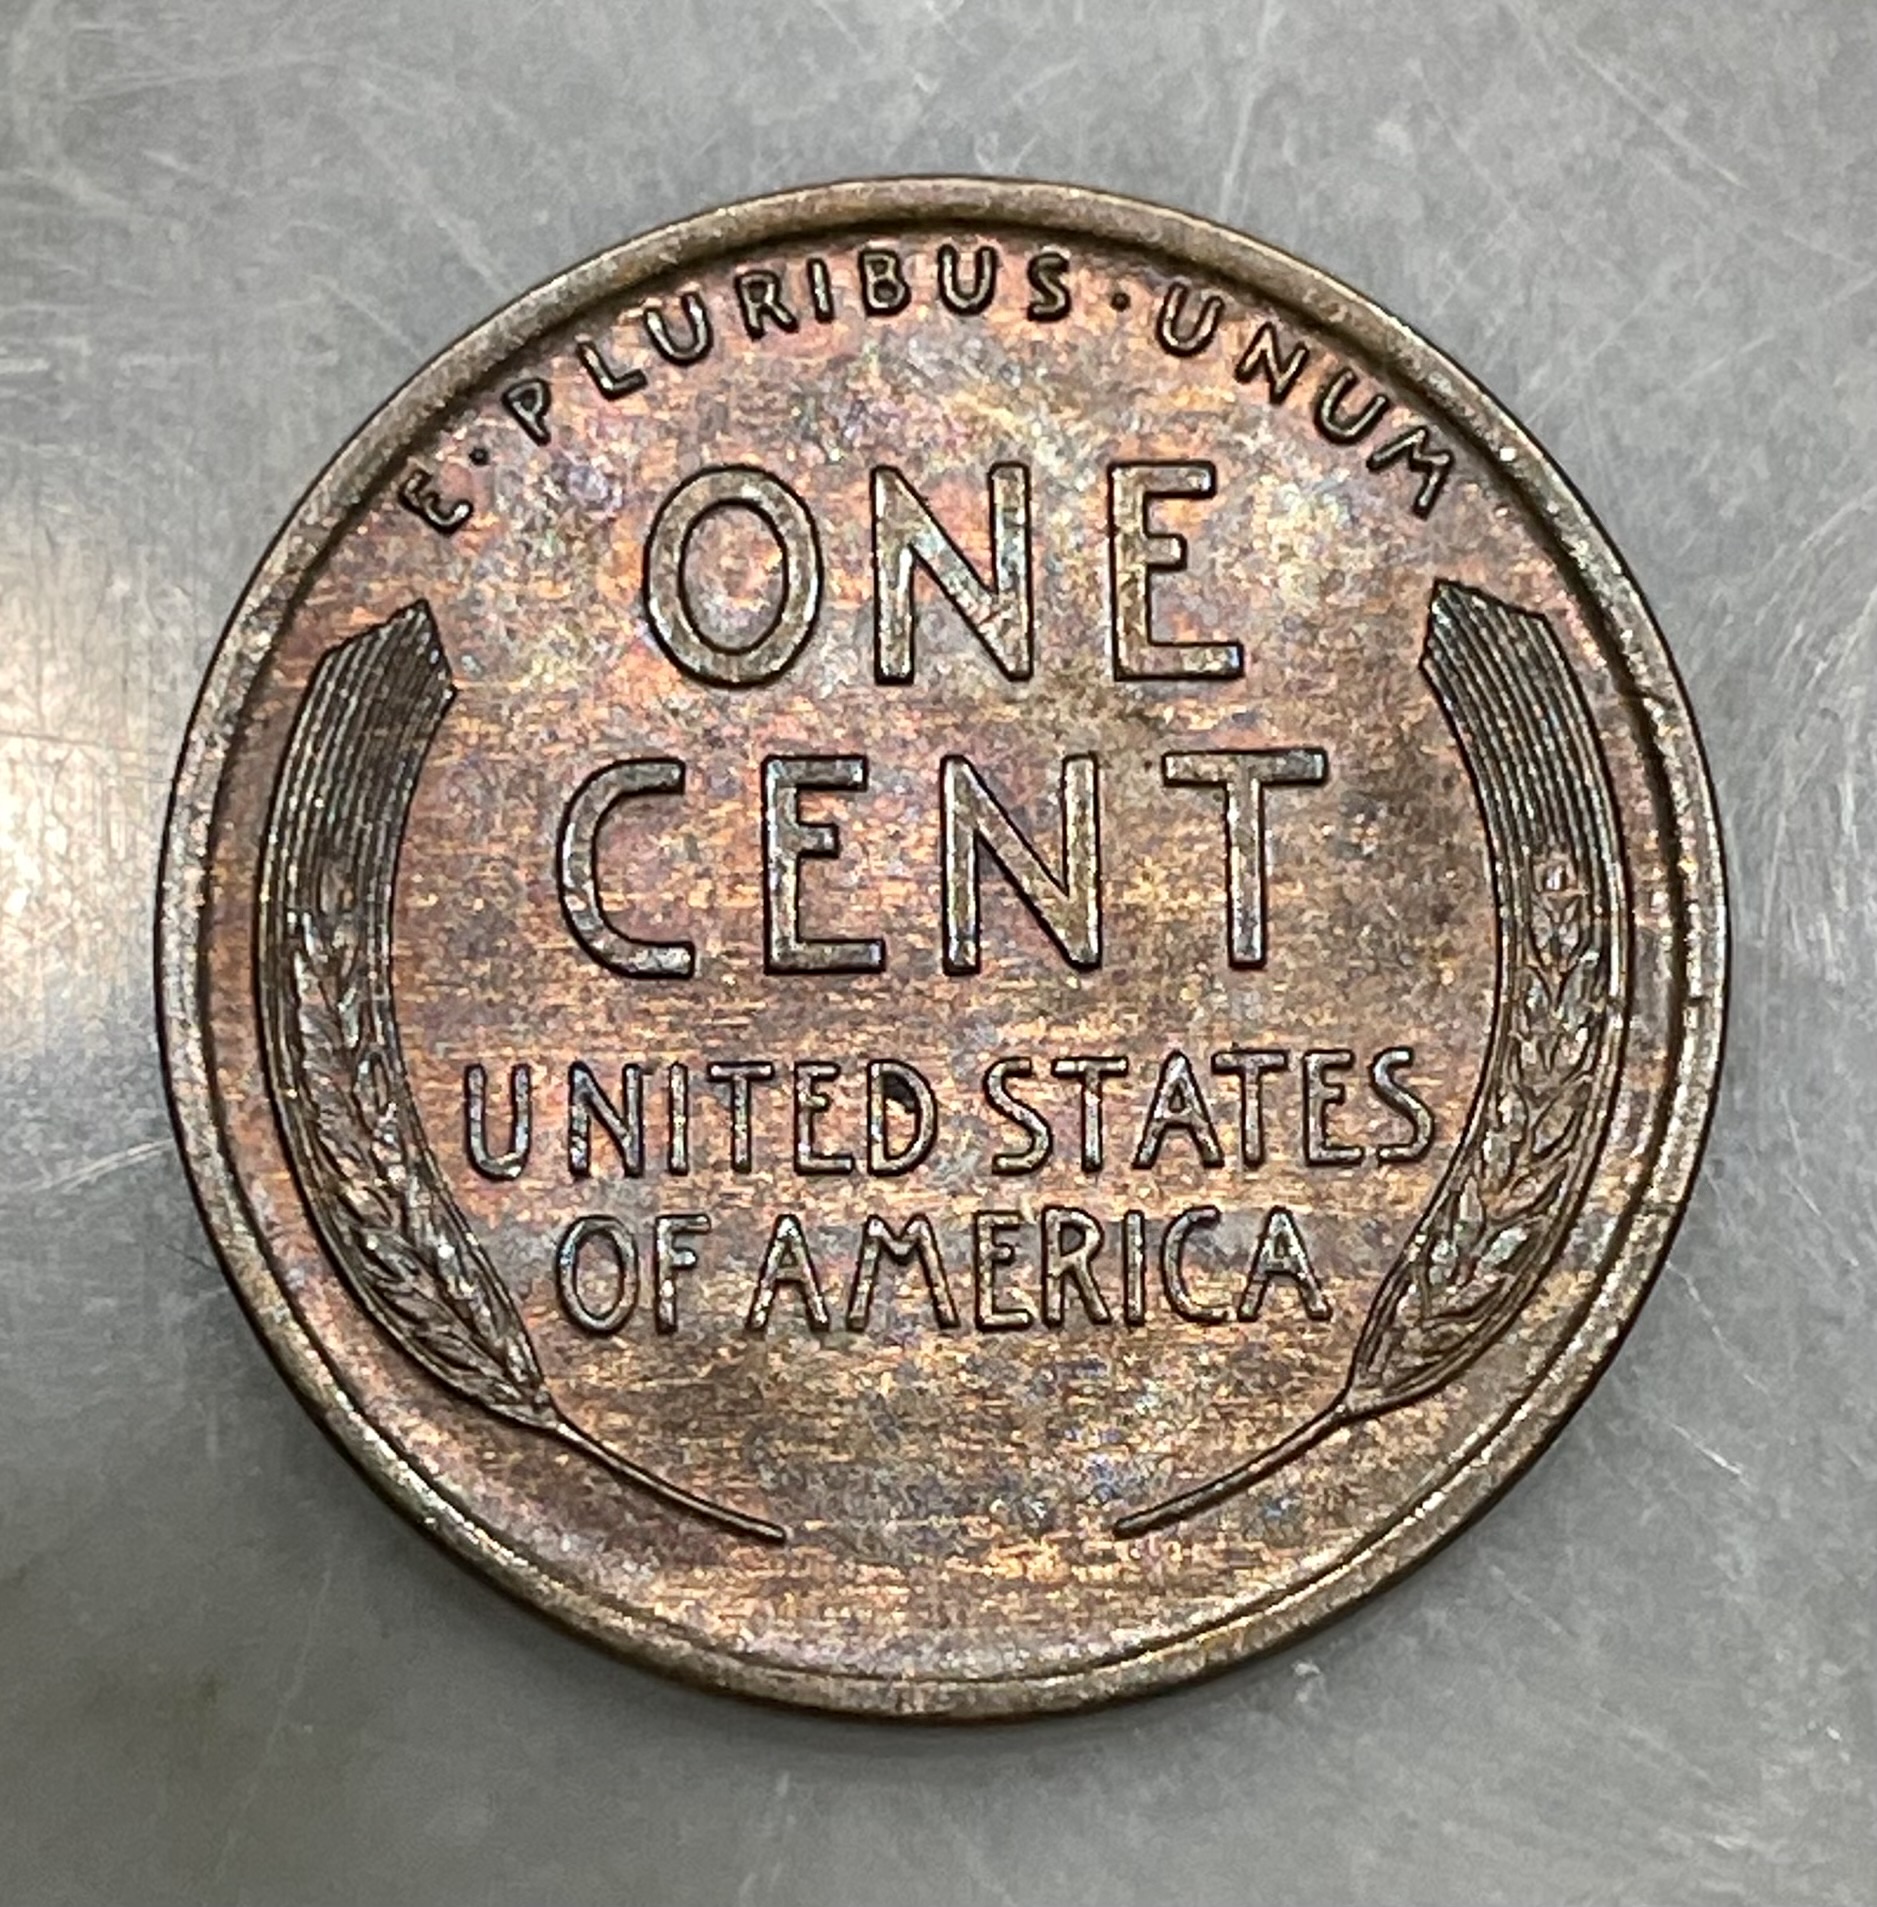 E·PLURIBUS·UNUM
ONE
CENT
UNITED STATES
OF AMERICA